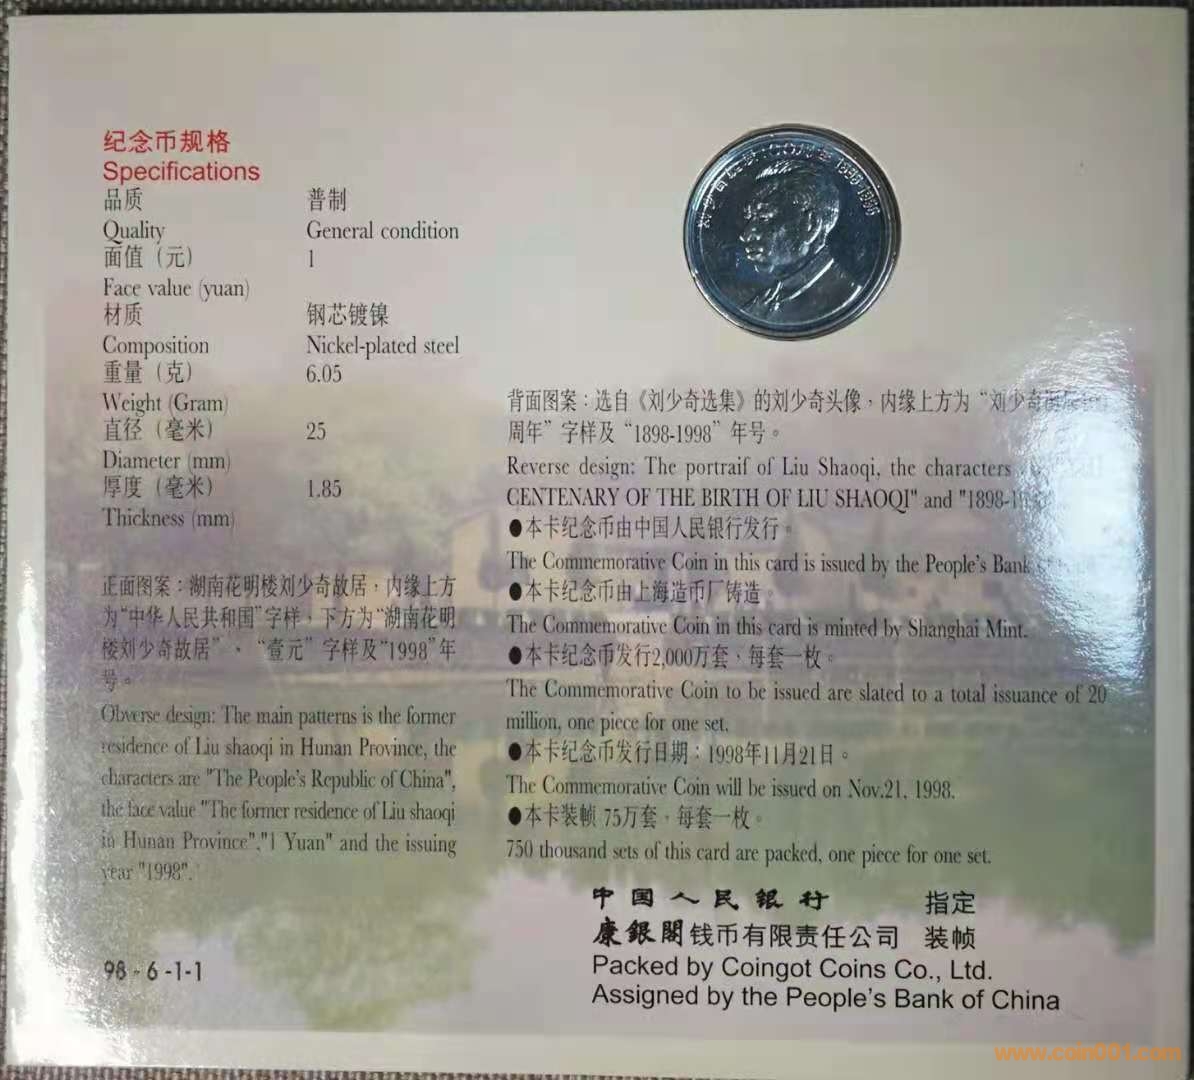 纪念币规格
Specifications
品质 普制
Quality General condition
面值（元） 1
Face value (yuan)
材质 钢芯镀镍
Composition Nickel-plated steel
重量（克） 6.05
Weight (Gram)
直径（毫米） 25
Diameter (mm)
厚度（毫米） 1.85
Thickness (mm)
正面图案：湖南花明楼刘少奇故居，内缘上方
为“中华人民共和国”字样，下方为“湖南花明
楼刘少奇故居”、“壹元”字样及“1998”年
号。
Obverse design: The main patterns is the former
residence of Liu shaoqi in Hunan Province, the
characters are "The People's Republic of China",
the face value "The former residence of Liu shaoqi
in Hunan Province","1 Yuan" and the issuing
year "1998".
98-6-1-1
1898-1998
背面图案：选自《刘少奇选集》的刘少奇头像，内缘上方为“刘少奇
周年”字样及“1898-1998”年号。
Reverse design: The portraif of Liu Shaoqi, the characters
CENTENARY OF THE BIRTH OF LIU SHAOQI" and "1898-
●本卡纪念币由中国人民银行发行。
The Commemorative Coin in this card is issued by the People's Bank
●本卡纪念币由上海造币厂铸造。
The Commemorative Coin in this card is minted by Shanghai Mint.
●本卡纪念币发行2,000万套，每套一枚。
The Commemorative Coin to be issued are slated to a total issuance of 20
million, one piece for one set.
●本卡纪念币发行日期：1998年11月21日。
The Commemorative Coin will be issued on Nov.21, 1998.
●本卡装帧 75万套，每套一枚。
750 thousand sets of this card are packed, one piece for one set.
中国人民银行 指定
康銀閣钱币有限责任公司 装帧
Packed by Coingot Coins Co., Ltd.
Assigned by the People's Bank of China
www.coin001.com